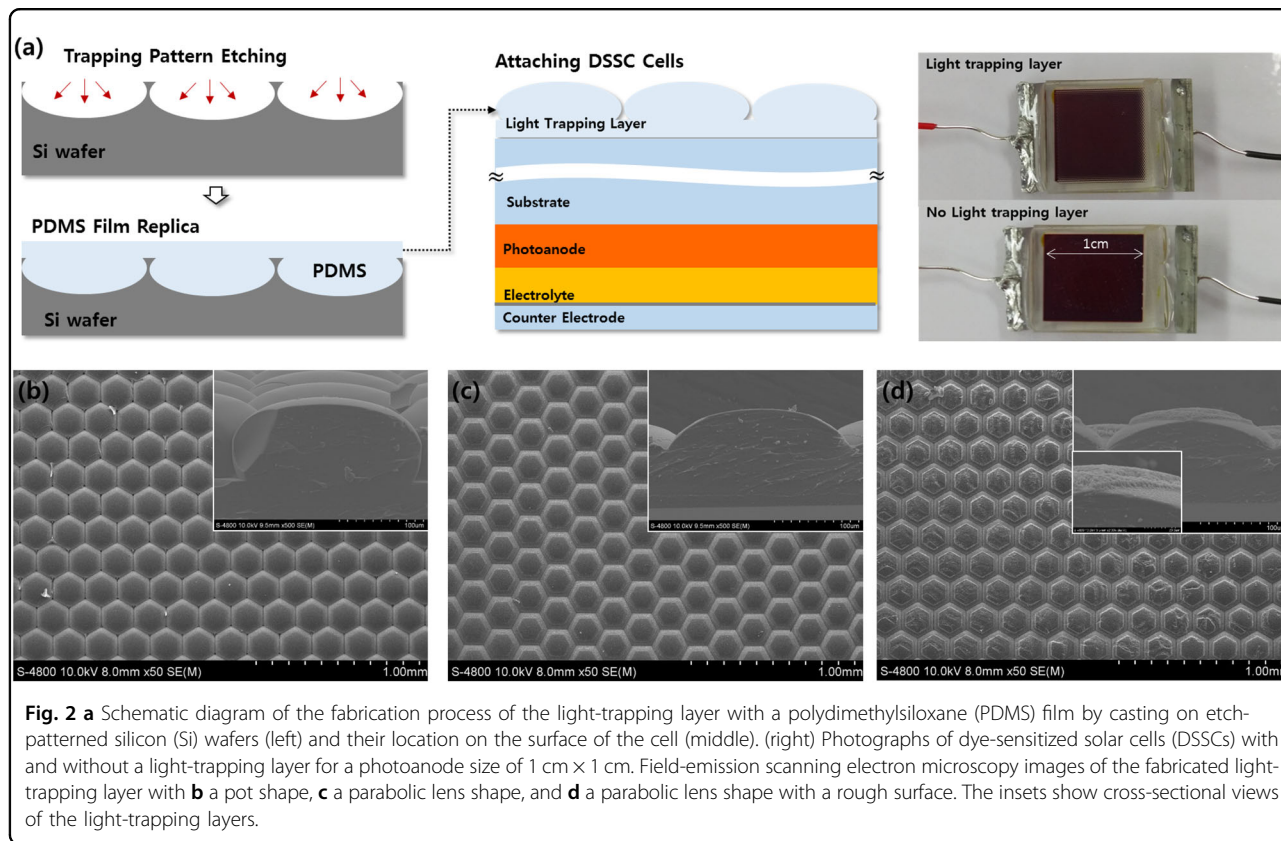 (a)
Trapping Pattern Etching
Si wafer
PDMS Film Replica
PDMS
Si wafer
Attaching DSSC Cells
Light Trapping Layer
≈ ≈
Substrate
Photoanode
Electrolyte
Counter Electrode
Light trapping layer
No Light trapping layer
1cm
(b)
S-4800 10.0kV 9.5mm x500 SE(M) 100um
S-4800 10.0kV 8.0mm x50 SE(M) 1.00mm
(c)
S-4800 10.0kV 9.2mm x500 SE(M) 100um
S-4800 10.0kV 8.0mm x50 SE(M) 1.00mm
(d)
100um
S-4800 10.0kV 8.0mm x50 SE(M) 1.00mm
Fig. 2 a Schematic diagram of the fabrication process of the light-trapping layer with a polydimethylsiloxane (PDMS) film by casting on etch-
patterned silicon (Si) wafers (left) and their location on the surface of the cell (middle). (right) Photographs of dye-sensitized solar cells (DSSCs) with
and without a light-trapping layer for a photoanode size of 1 cm × 1 cm. Field-emission scanning electron microscopy images of the fabricated light-
trapping layer with b a pot shape, c a parabolic lens shape, and d a parabolic lens shape with a rough surface. The insets show cross-sectional views
of the light-trapping layers.